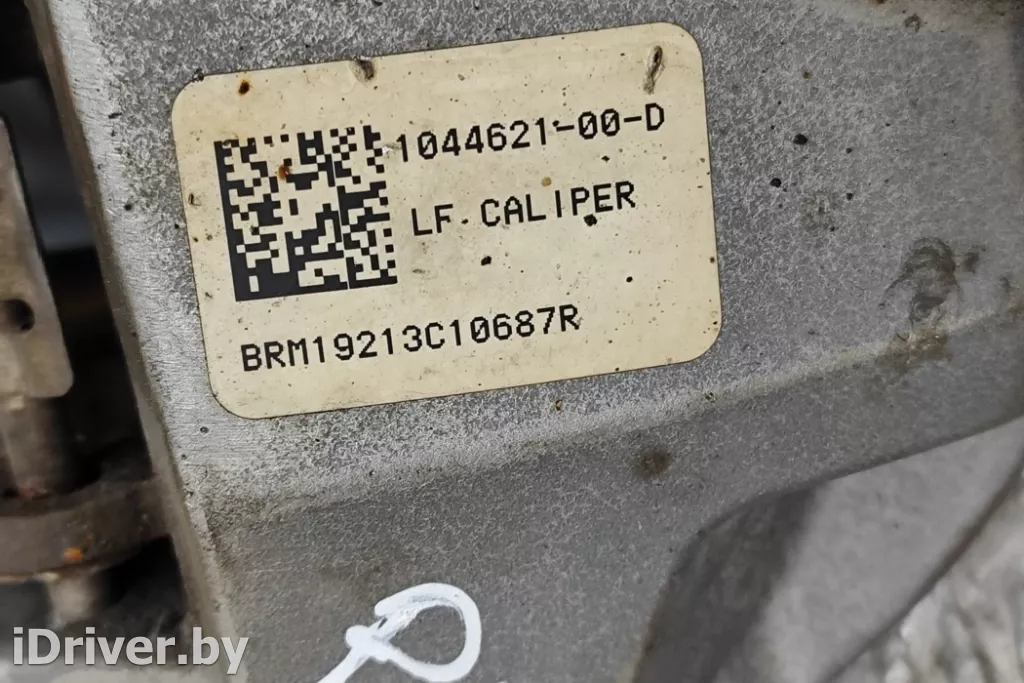 1044621-00-D
LF. CALIPER
BRM19213C10687R
iDriver.by